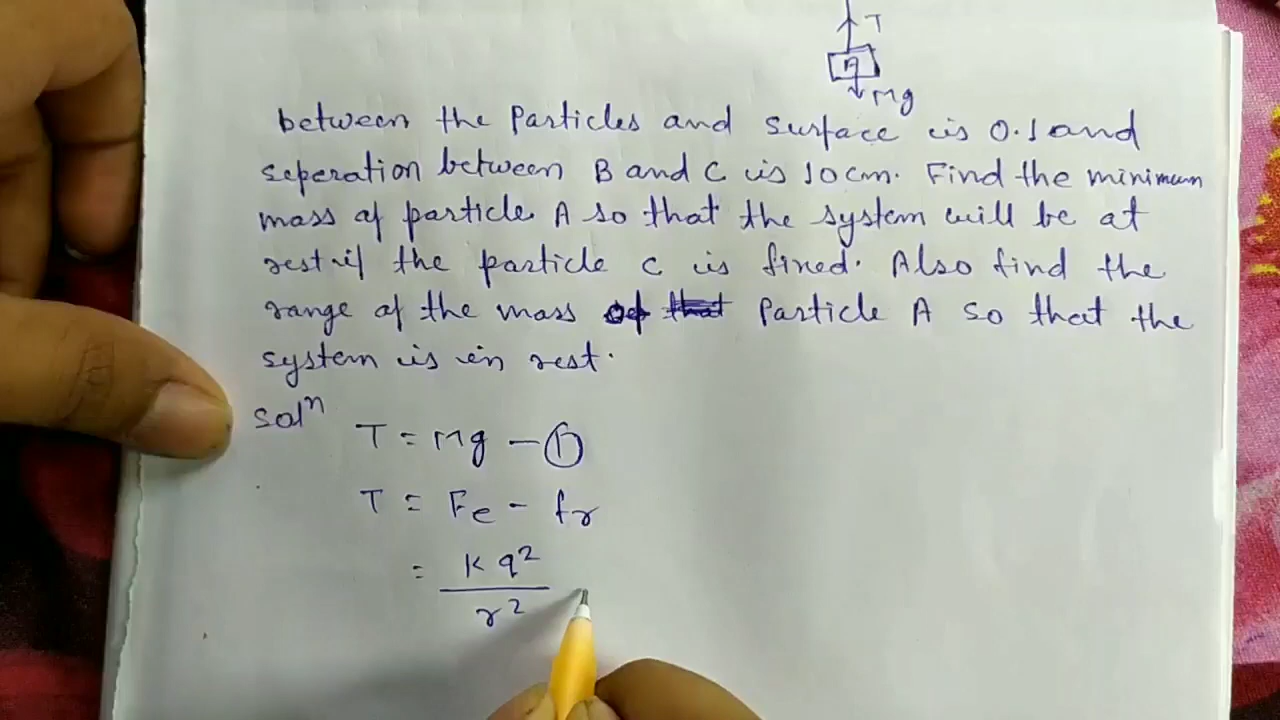 T
A
Mg
between the Particles and surface is 0.1 and
seperation between B and C is 10cm. Find the minimum
mass of particle A so that the system will be at
rest if the particle C is fixed. Also find the
range of the mass of that Particle A so that the
system is in rest.
Solⁿ
T = Mg - ①
T = Fe - fr
= Kq²
r²